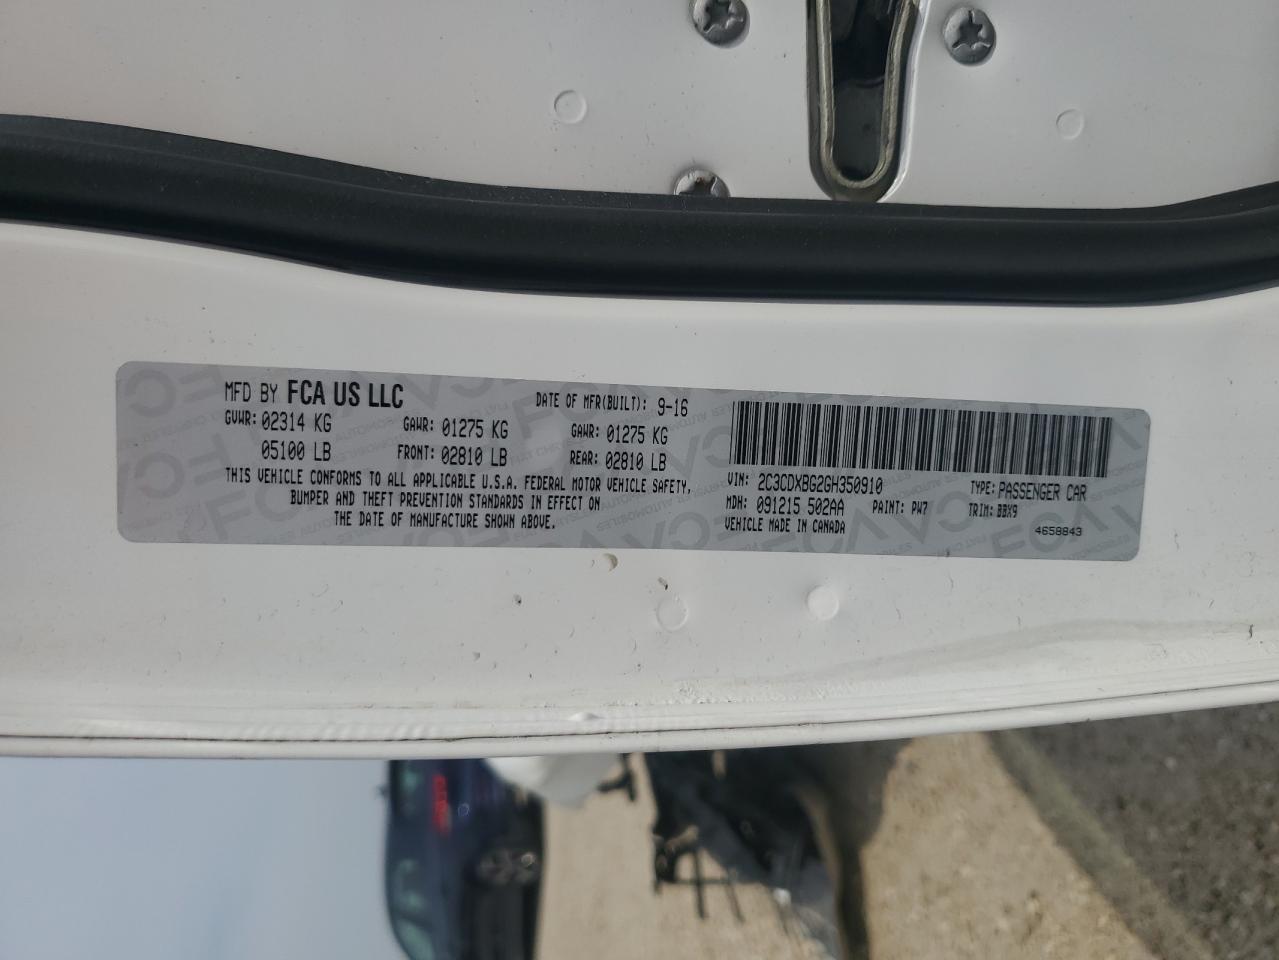 MFD BY FCA US LLC DATE OF MFR(BUILT): 9-16
GVWR: 02314 KG GAWR: 01275 KG GAWR: 01275 KG
05100 LB FRONT: 02810 LB REAR: 02810 LB
THIS VEHICLE CONFORMS TO ALL APPLICABLE U.S.A. FEDERAL MOTOR VEHICLE SAFETY,
BUMPER AND THEFT PREVENTION STANDARDS IN EFFECT ON
THE DATE OF MANUFACTURE SHOWN ABOVE.
VIN: 2C3CDXBG2GH350910 TYPE: PASSENGER CAR
MDH: 091215 502AA PAINT: PW7 TRIM: BBX9
VEHICLE MADE IN CANADA 4658843